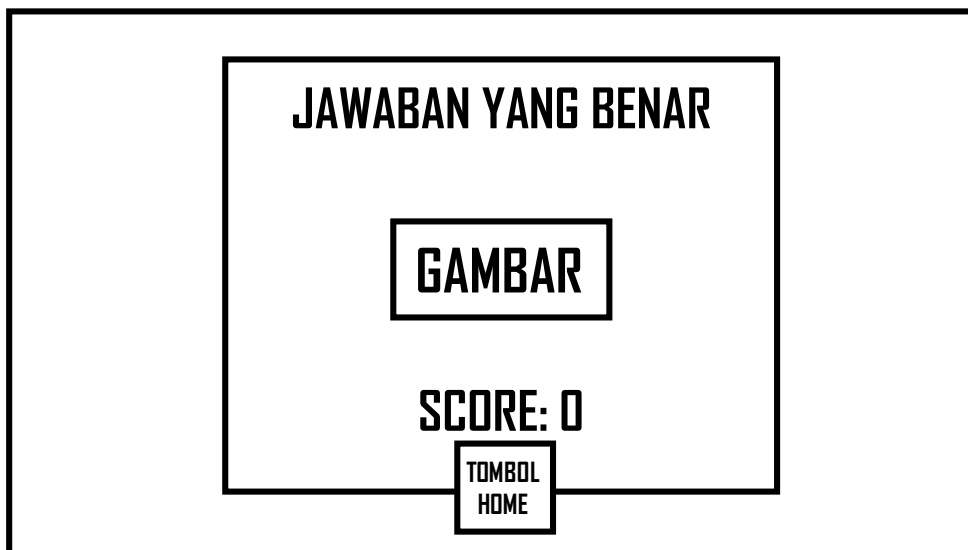 JAWABAN YANG BENAR
GAMBAR
SCORE: 0
TOMBOL
HOME